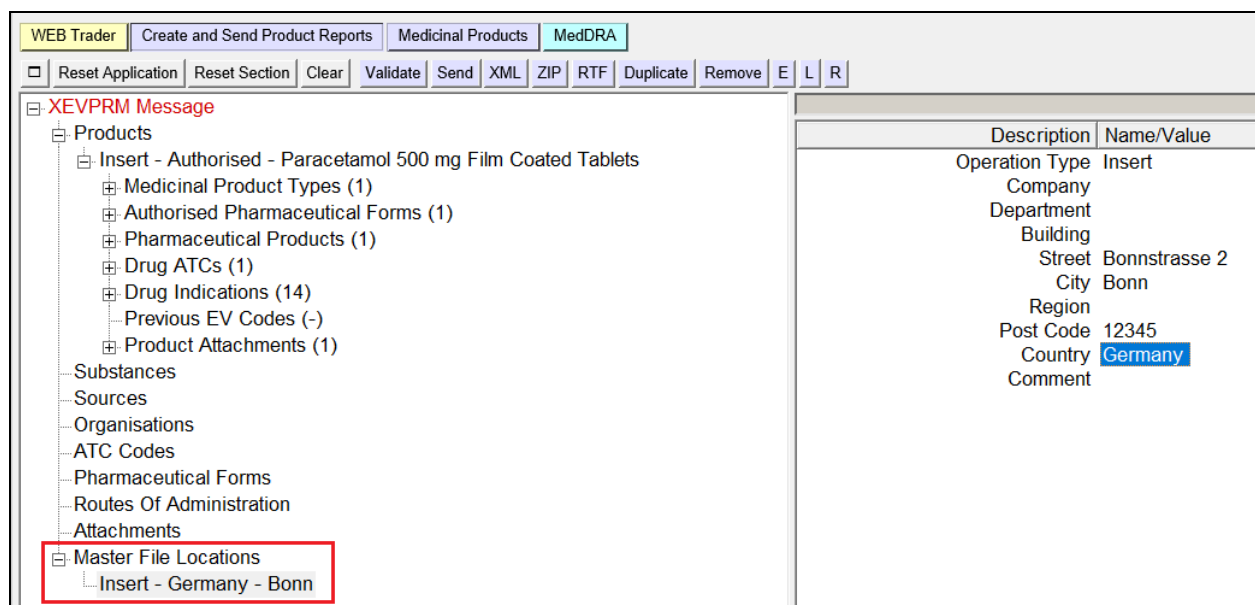 WEB Trader Create and Send Product Reports Medicinal Products MedDRA
Reset Application Reset Section Clear Validate Send XML ZIP RTF Duplicate Remove E L R
XEVPRM Message
Products
Insert - Authorised - Paracetamol 500 mg Film Coated Tablets
Medicinal Product Types (1)
Authorised Pharmaceutical Forms (1)
Pharmaceutical Products (1)
Drug ATCs (1)
Drug Indications (14)
Previous EV Codes (-)
Product Attachments (1)
Substances
Sources
Organisations
ATC Codes
Pharmaceutical Forms
Routes Of Administration
Attachments
Master File Locations
Insert - Germany - Bonn
Description Name/Value
Operation Type Insert
Company
Department
Building
Street Bonnstrasse 2
City Bonn
Region
Post Code 12345
Country Germany
Comment